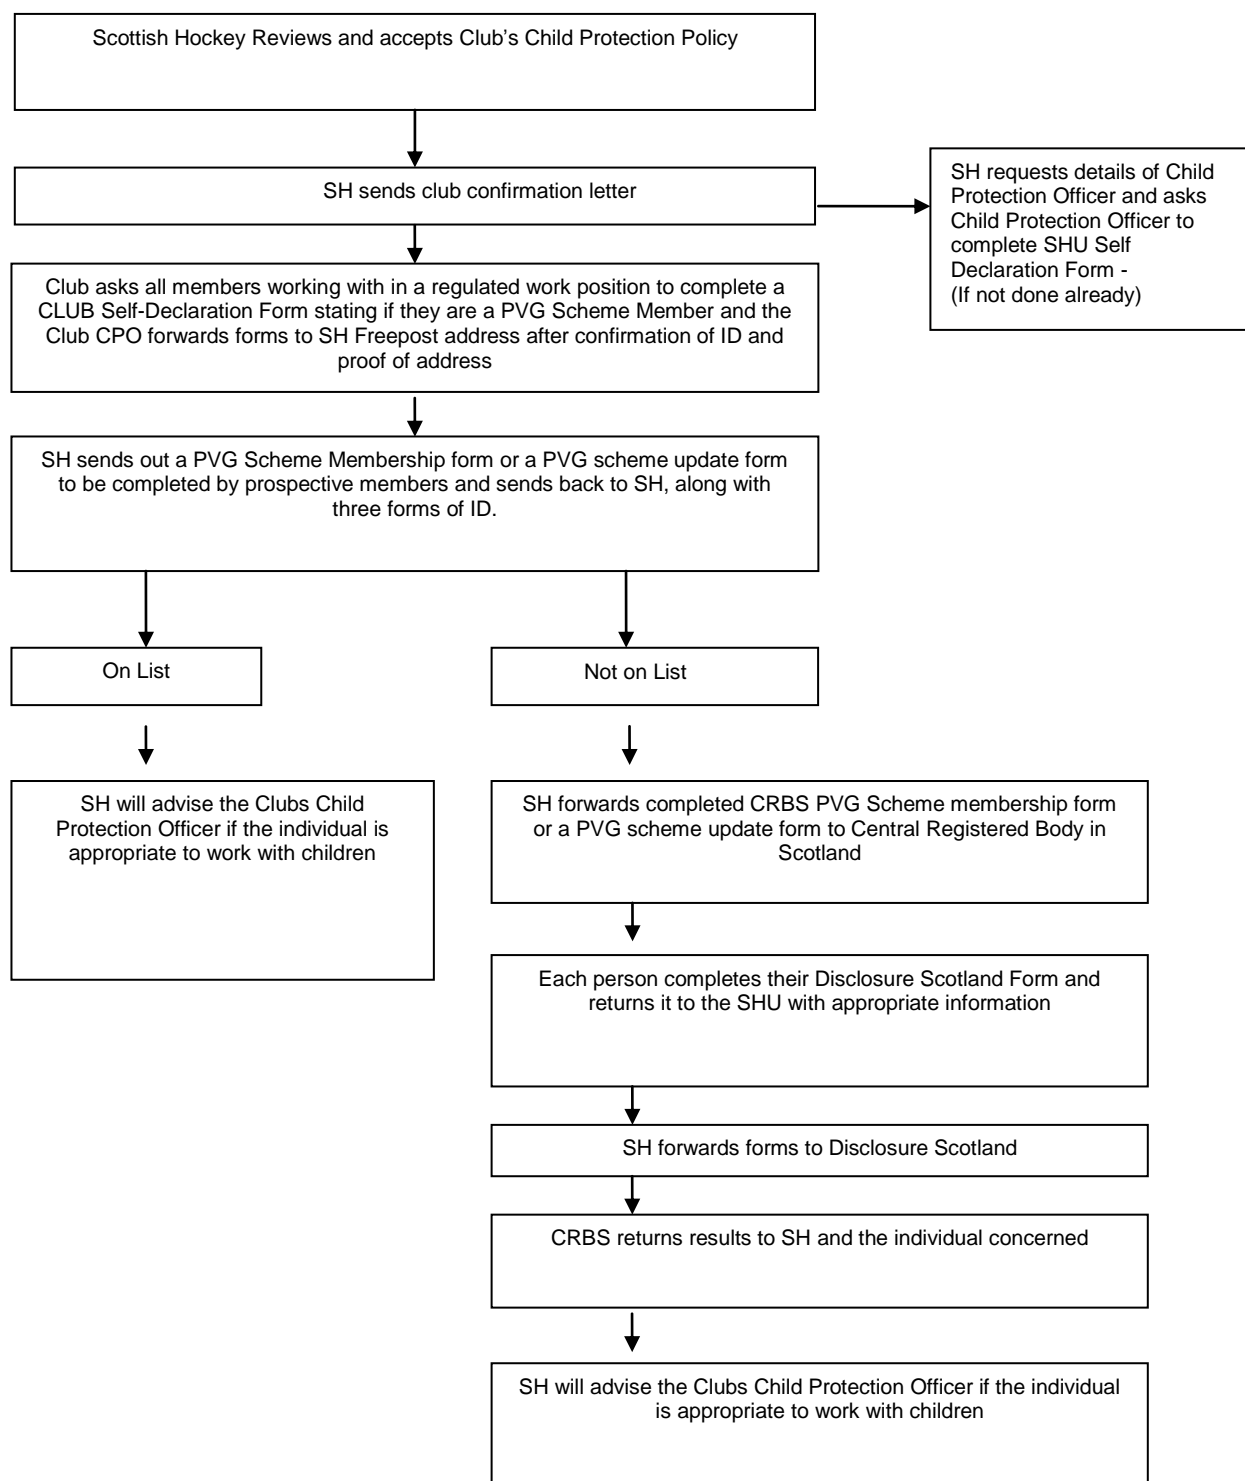 Scottish Hockey Reviews and accepts Club's Child Protection Policy
SH sends club confirmation letter
SH requests details of Child
Protection Officer and asks
Child Protection Officer to
complete SHU Self
Declaration Form -
(If not done already)
Club asks all members working with in a regulated work position to complete a
CLUB Self-Declaration Form stating if they are a PVG Scheme Member and the
Club CPO forwards forms to SH Freepost address after confirmation of ID and
proof of address
SH sends out a PVG Scheme Membership form or a PVG scheme update form
to be completed by prospective members and sends back to SH, along with
three forms of ID.
On List
Not on List
SH will advise the Clubs Child
Protection Officer if the individual is
appropriate to work with children
SH forwards completed CRBS PVG Scheme membership form
or a PVG scheme update form to Central Registered Body in
Scotland
Each person completes their Disclosure Scotland Form and
returns it to the SHU with appropriate information
SH forwards forms to Disclosure Scotland
CRBS returns results to SH and the individual concerned
SH will advise the Clubs Child Protection Officer if the individual
is appropriate to work with children